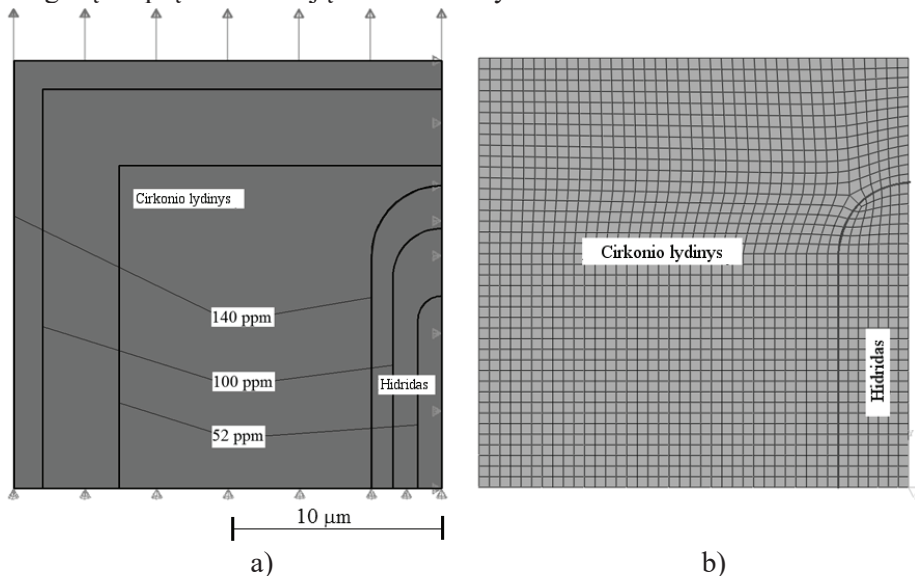 Cirkonio lydinys
Cirkonio lydinys
140 ppm
100 ppm
Hidridas
Hidridas
52 ppm
10 μm
a)
b)